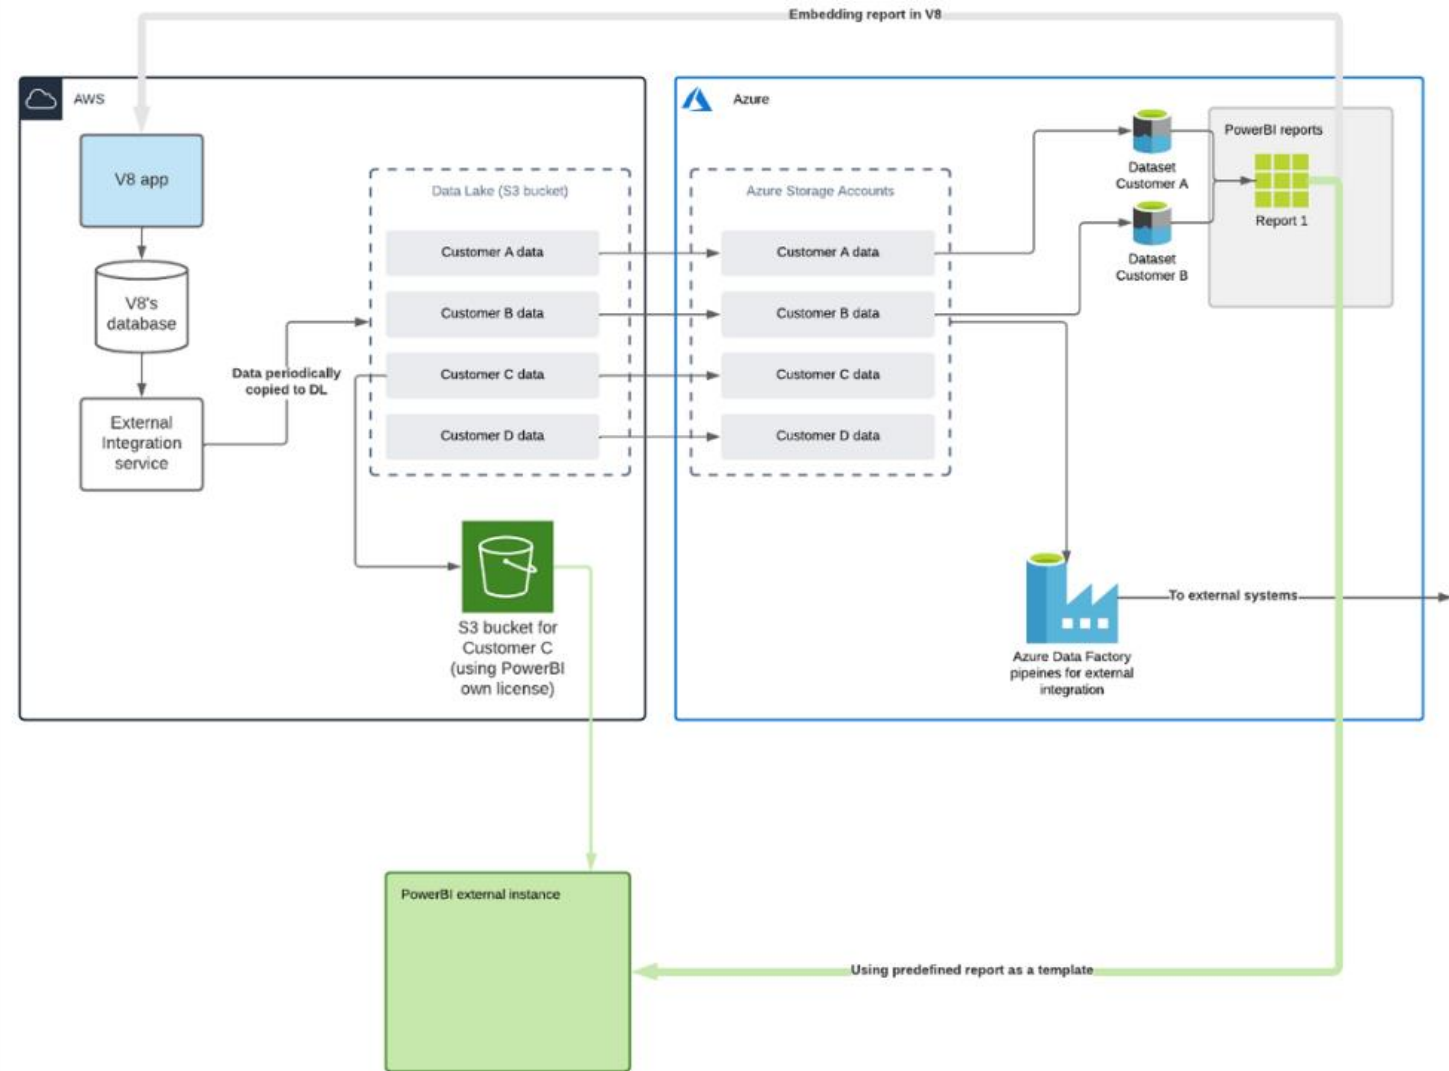 Embedding report in V8
AWS
V8 app
V8's
database
External
Integration
service
Data periodically
copied to DL
Data Lake (S3 bucket)
Customer A data
Customer B data
Customer C data
Customer D data
S3 bucket for
Customer C
(using PowerBI
own license)
Azure
Azure Storage Accounts
Customer A data
Customer B data
Customer C data
Customer D data
Dataset
Customer A
Dataset
Customer B
PowerBI reports
Report 1
Azure Data Factory
pipeines for external
integration
To external systems
PowerBI external instance
Using predefined report as a template